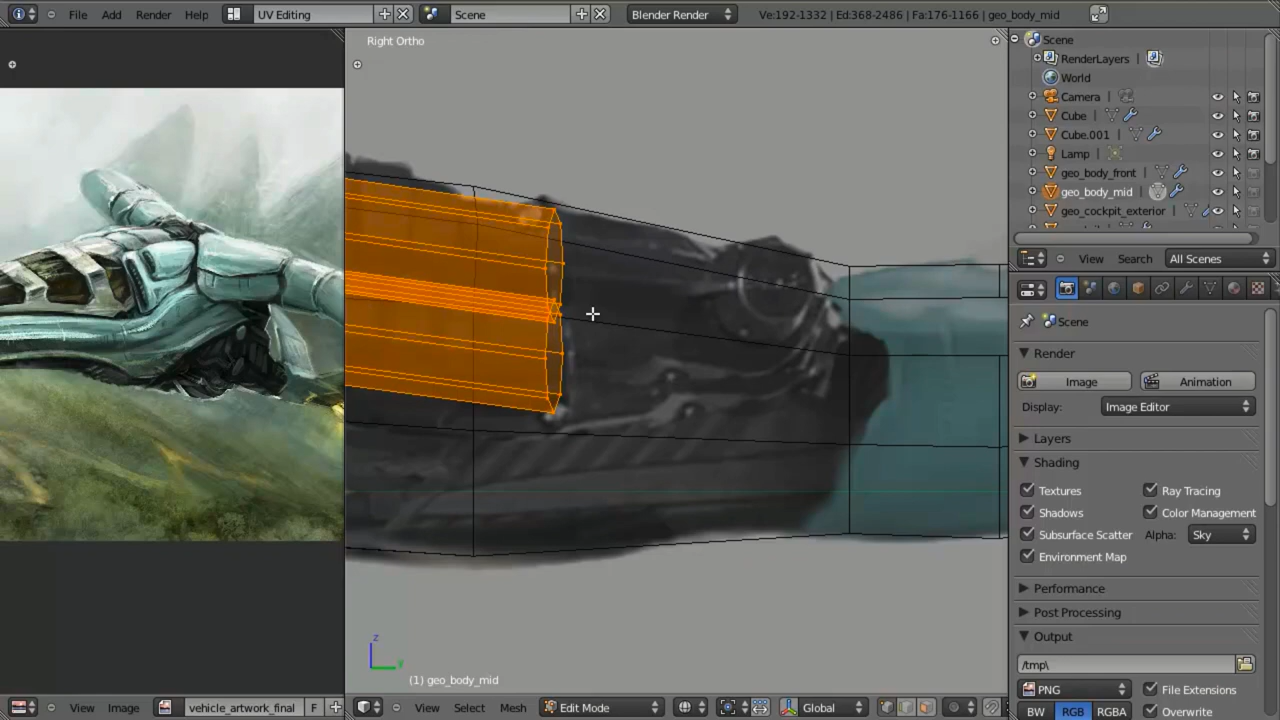 File Add Render Help UV Editing Scene Blender Render Ve:192-1332 | Ed:368-2486 | Fa:176-1166 | geo_body_mid
Right Ortho
Scene
RenderLayers |
World
Camera |
Cube |
Cube.001 |
Lamp |
geo_body_front |
geo_body_mid |
geo_cockpit_exterior |
View Search All Scenes
Scene
Render
Image Animation
Display: Image Editor
Layers
Shading
Textures Ray Tracing
Shadows Color Management
Subsurface Scatter Alpha: Sky
Environment Map
Performance
Post Processing
Output
/tmp\
PNG File Extensions
BW RGB RGBA Overwrite
z
y
(1) geo_body_mid
View Image vehicle_artwork_final F View Select Mesh Edit Mode Global